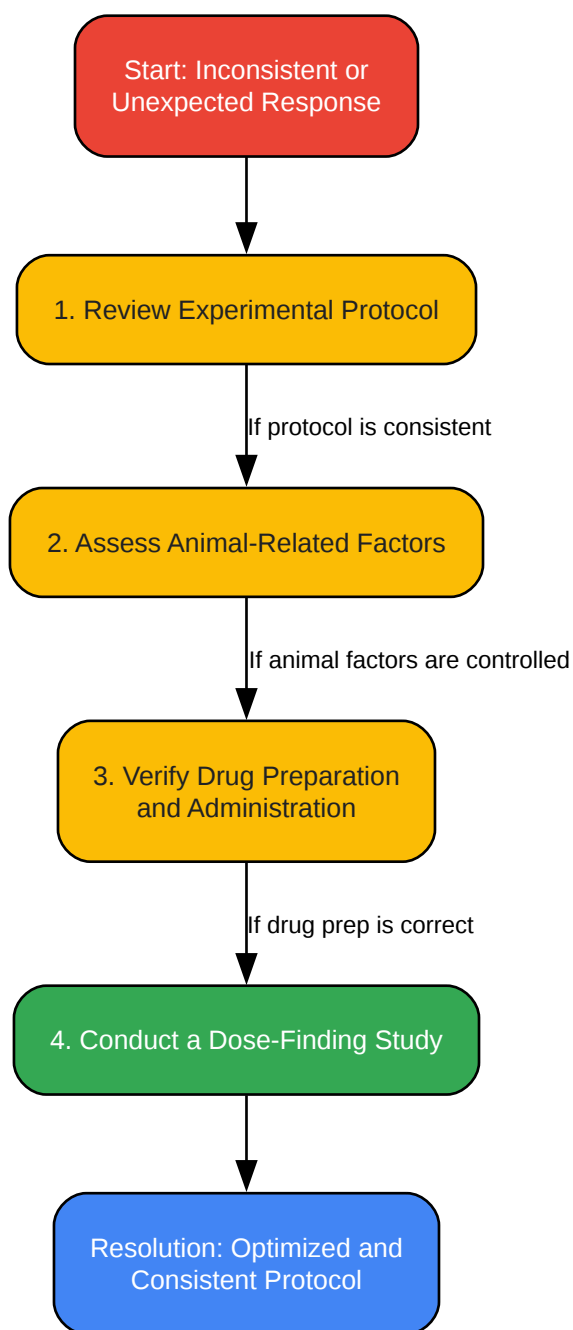 Start: Inconsistent or
Unexpected Response
1. Review Experimental Protocol
If protocol is consistent
2. Assess Animal-Related Factors
If animal factors are controlled
3. Verify Drug Preparation
and Administration
If drug prep is correct
4. Conduct a Dose-Finding Study
Resolution: Optimized and
Consistent Protocol